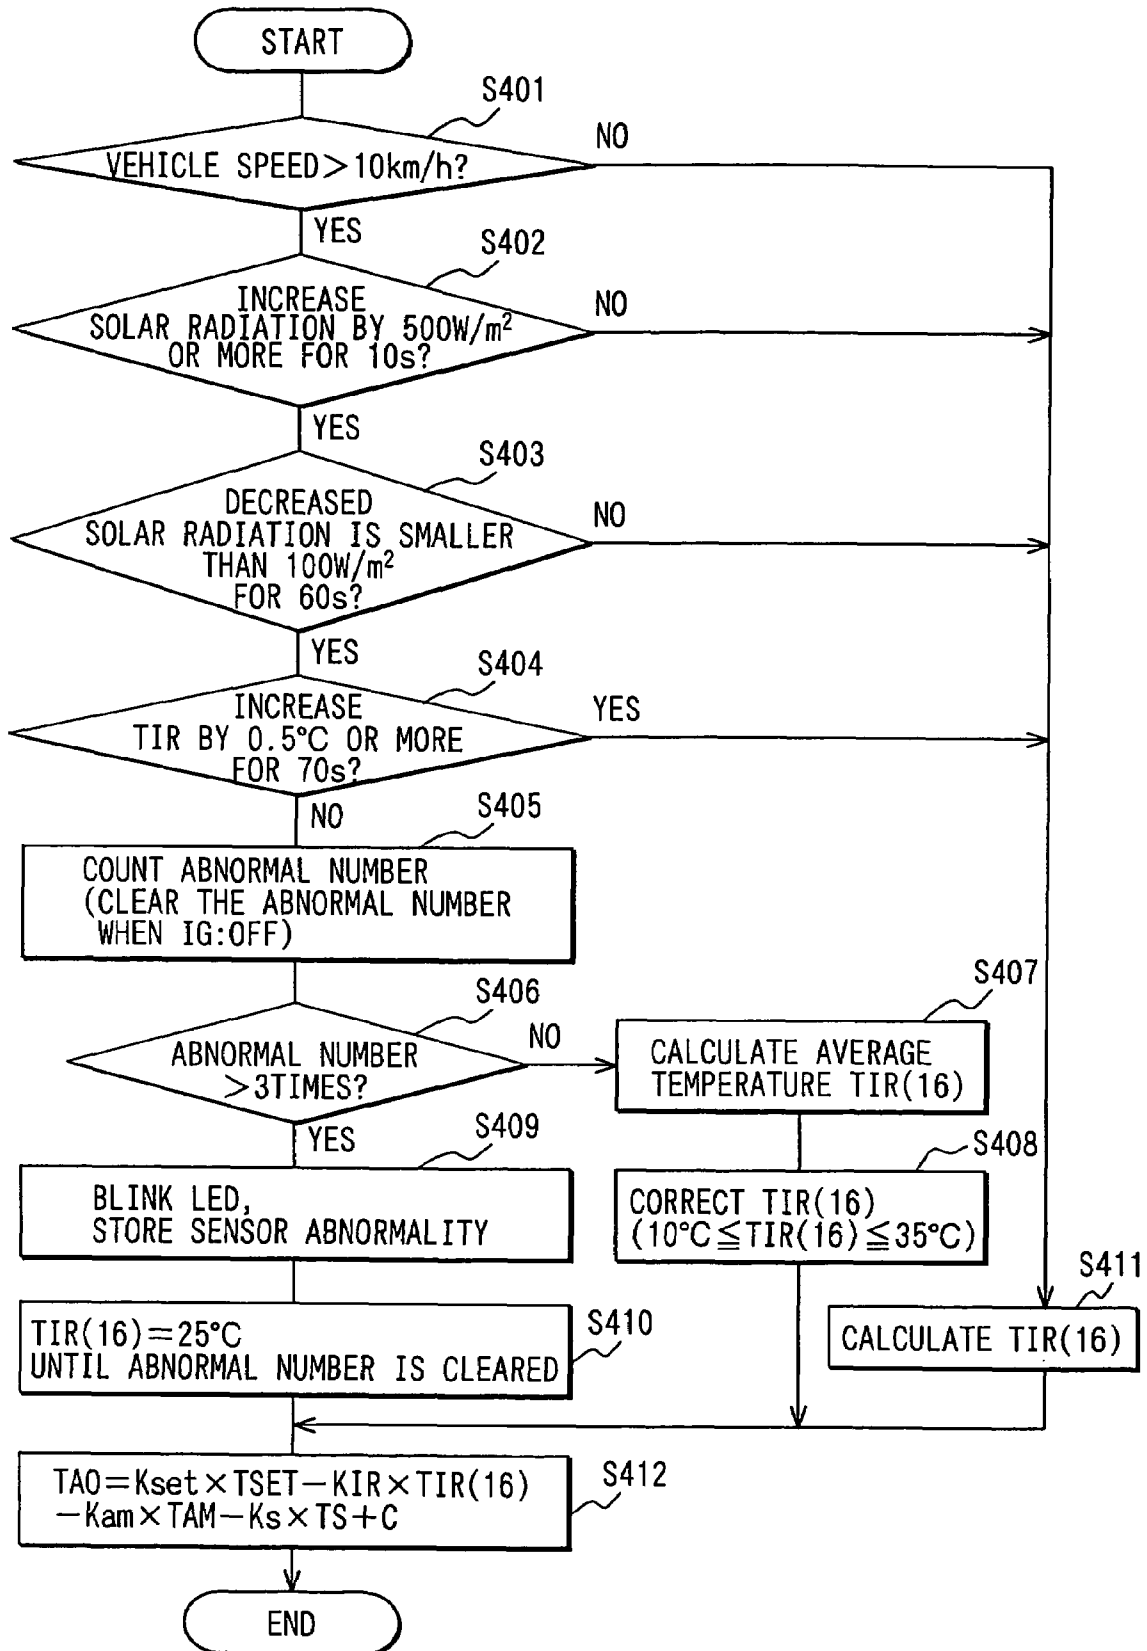 START
S401
VEHICLE SPEED>10km/h?
NO
YES
S402
INCREASE
SOLAR RADIATION BY 500W/m²
OR MORE FOR 10s?
NO
YES
S403
DECREASED
SOLAR RADIATION IS SMALLER
THAN 100W/m²
FOR 60s?
NO
YES
S404
INCREASE
TIR BY 0.5°C OR MORE
FOR 70s?
YES
NO
S405
COUNT ABNORMAL NUMBER
(CLEAR THE ABNORMAL NUMBER
WHEN IG:OFF)
S406
ABNORMAL NUMBER
>3TIMES?
NO
YES
S407
CALCULATE AVERAGE
TEMPERATURE TIR(16)
S408
CORRECT TIR(16)
(10°C≦TIR(16)≦35°C)
S409
BLINK LED,
STORE SENSOR ABNORMALITY
S410
TIR(16)=25°C
UNTIL ABNORMAL NUMBER IS CLEARED
S411
CALCULATE TIR(16)
S412
TAO=Kset×TSET−KIR×TIR(16)
−Kam×TAM−Ks×TS+C
END